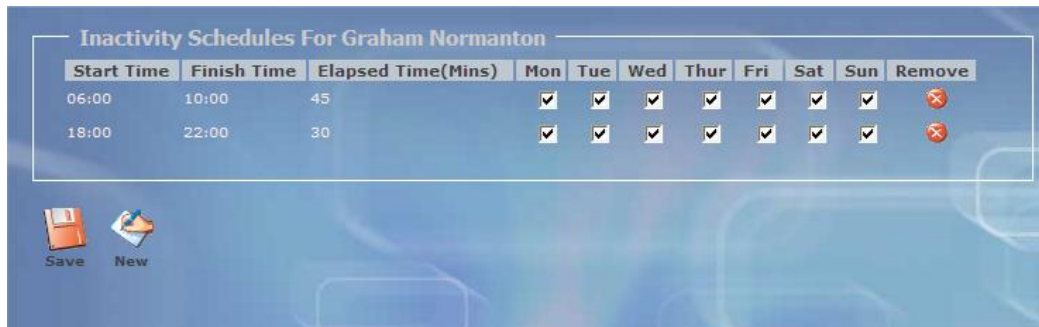 Inactivity Schedules For Graham Normanton
Start Time Finish Time Elapsed Time(Mins) Mon Tue Wed Thur Fri Sat Sun Remove
06:00 10:00 45
18:00 22:00 30
Save New